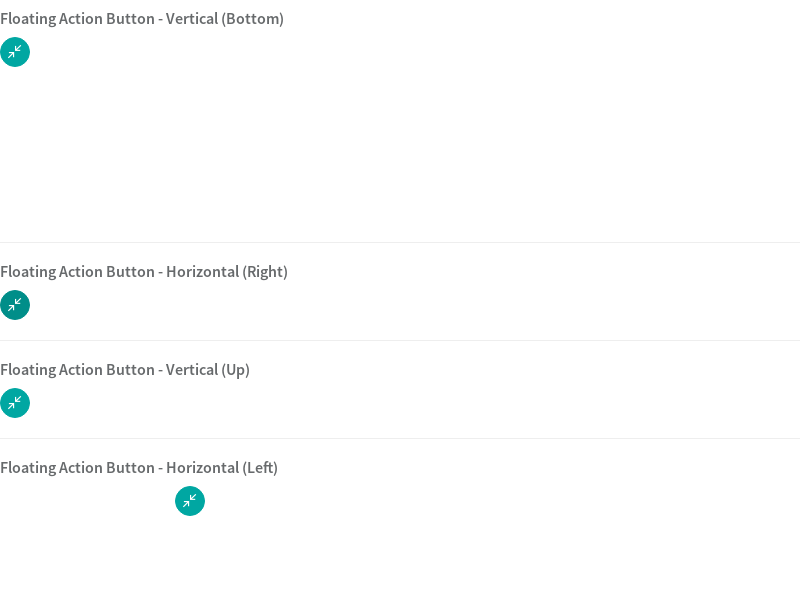 Floating Action Button - Vertical (Bottom)
Floating Action Button - Horizontal (Right)
Floating Action Button - Vertical (Up)
Floating Action Button - Horizontal (Left)